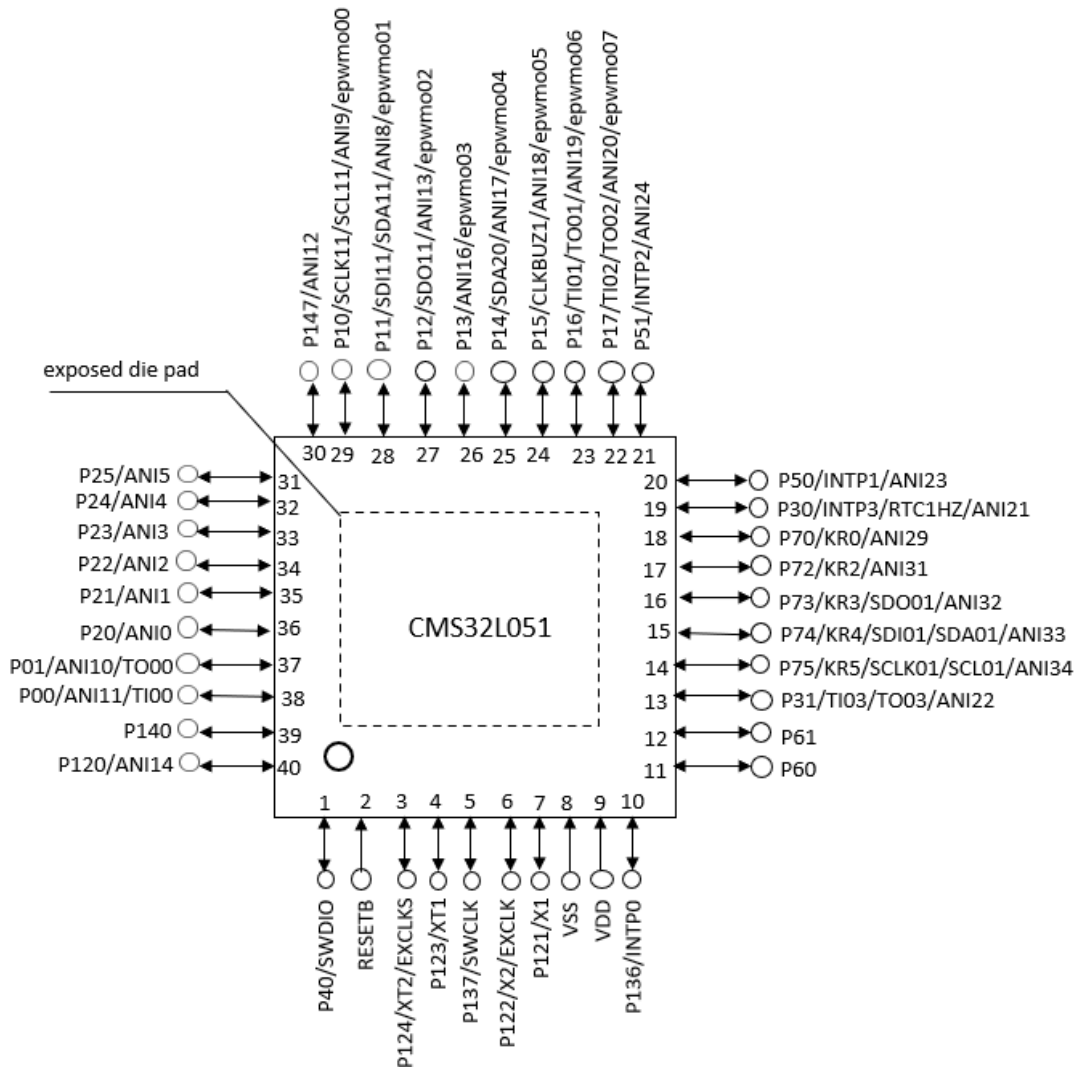 P147/ANI12
P10/SCLK11/SCL11/ANI9/epwmo00
P11/SDI11/SDA11/ANI8/epwmo01
P12/SDO11/ANI13/epwmo02
P13/ANI16/epwmo03
P14/SDA20/ANI17/epwmo04
P15/CLKBUZ1/ANI18/epwmo05
P16/TI01/TO01/ANI19/epwmo06
P17/TI02/TO02/ANI20/epwmo07
P51/INTP2/ANI24
exposed die pad
30 29 28 27 26 25 24 23 22 21
P25/ANI5 31
P24/ANI4 32
P23/ANI3 33
P22/ANI2 34
P21/ANI1 35
P20/ANI0 36
P01/ANI10/TO00 37
P00/ANI11/TI00 38
P140 39
P120/ANI14 40
CMS32L051
20 P50/INTP1/ANI23
19 P30/INTP3/RTC1HZ/ANI21
18 P70/KR0/ANI29
17 P72/KR2/ANI31
16 P73/KR3/SDO01/ANI32
15 P74/KR4/SDI01/SDA01/ANI33
14 P75/KR5/SCLK01/SCL01/ANI34
13 P31/TI03/TO03/ANI22
12 P61
11 P60
1 2 3 4 5 6 7 8 9 10
P40/SWDIO
RESETB
P124/XT2/EXCLKS
P123/XT1
P137/SWCLK
P122/X2/EXCLK
P121/X1
VSS
VDD
P136/INTP0